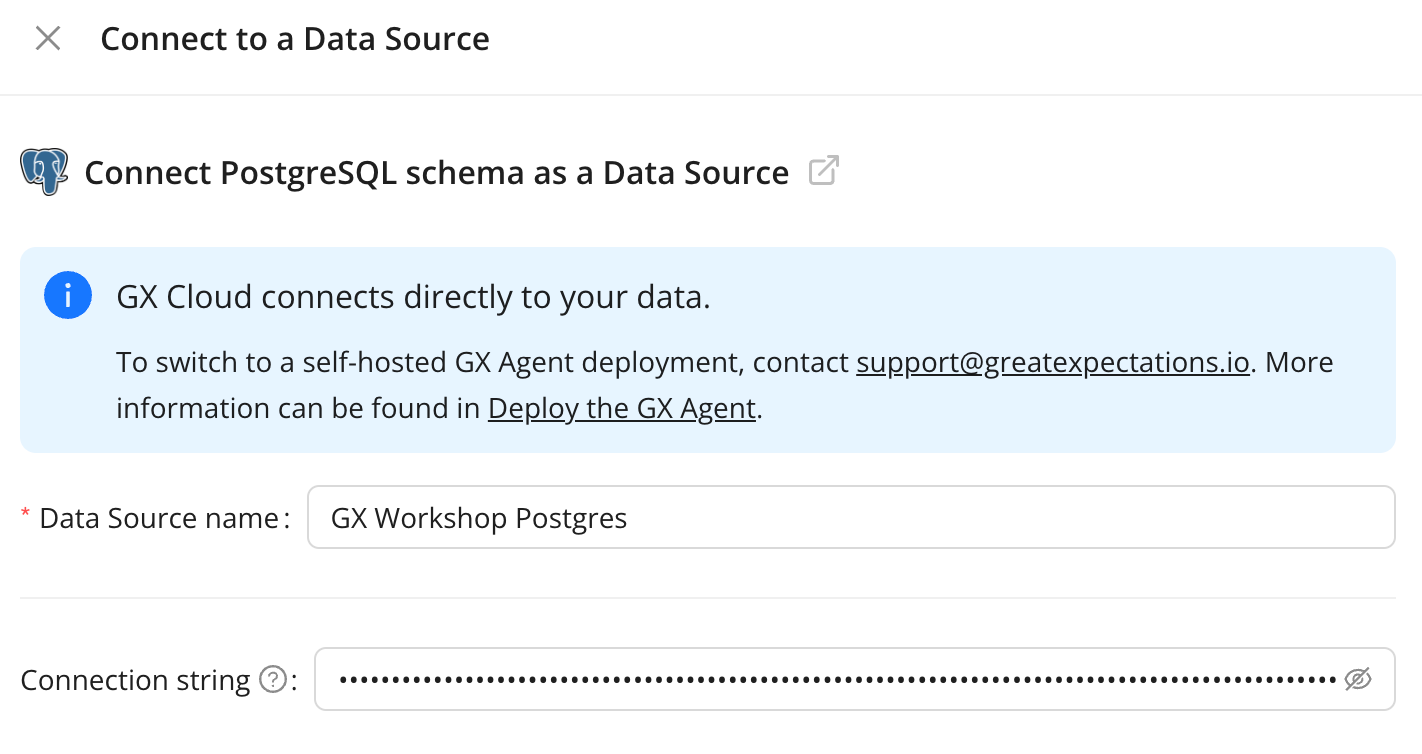 Connect to a Data Source
Connect PostgreSQL schema as a Data Source
GX Cloud connects directly to your data.
To switch to a self-hosted GX Agent deployment, contact support@greatexpectations.io. More
information can be found in Deploy the GX Agent.
* Data Source name: GX Workshop Postgres
Connection string ?: ••••••••••••••••••••••••••••••••••••••••••••••••••••••••••••••••••••••••••••••••••••••••••••••